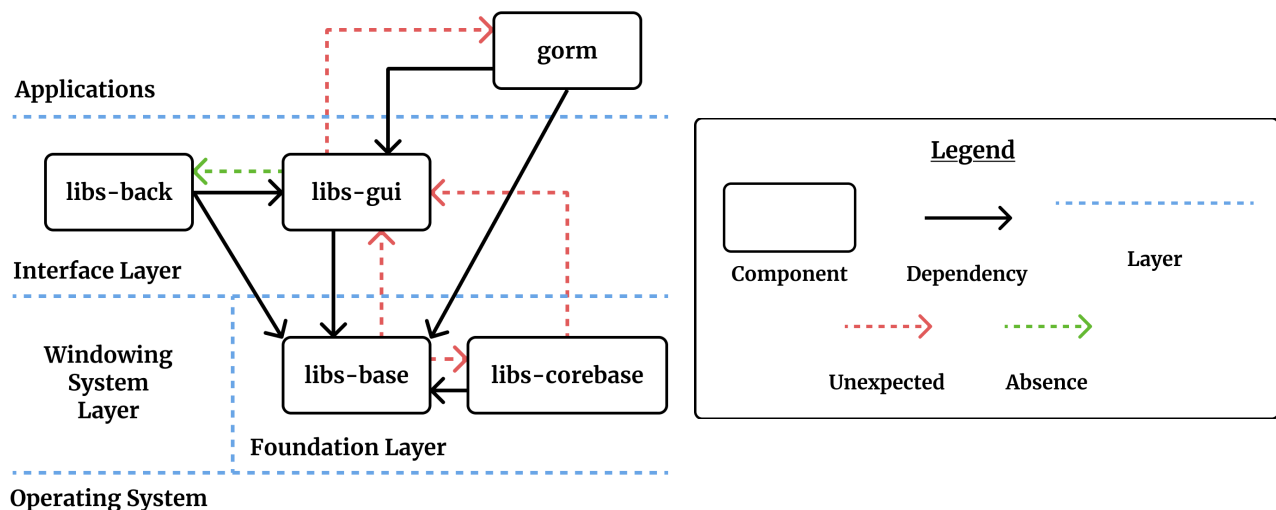 gorm
Applications
libs-back
libs-gui
Interface Layer
Windowing
System
Layer
libs-base
libs-corebase
Foundation Layer
Operating System
Legend
Component
Dependency
Layer
Unexpected
Absence